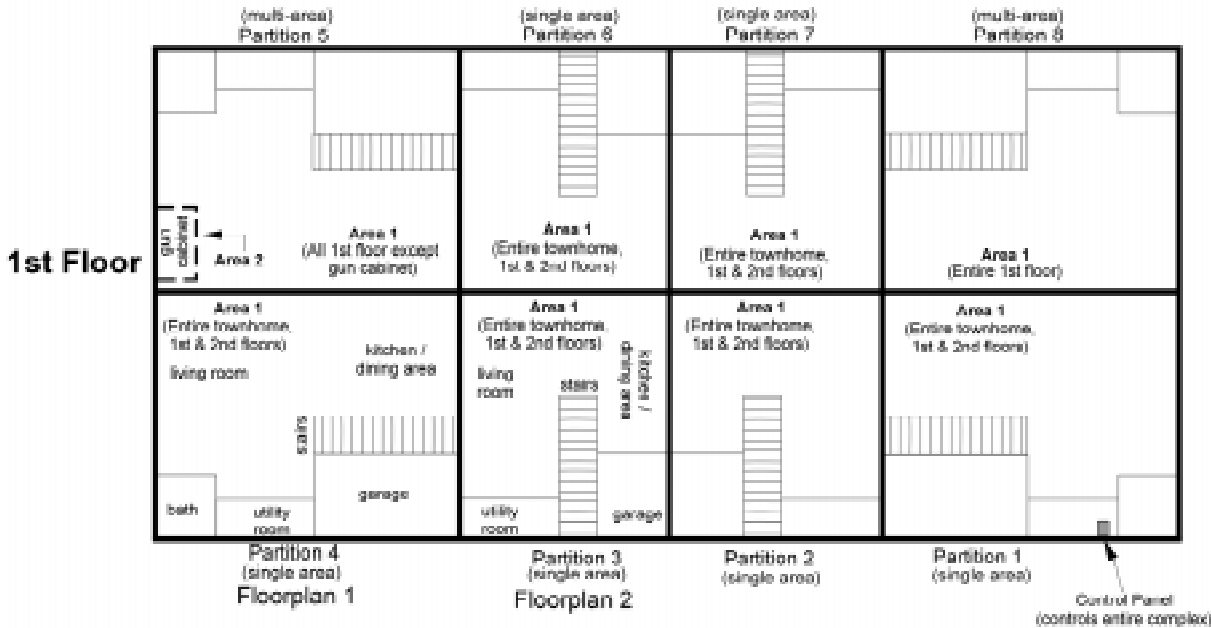 (multi-area)
Partition 5
(single area)
Partition 6
(single area)
Partition 7
(multi-area)
Partition 8
1st Floor
gun
cabinet
Area 2
Area 1
(All 1st floor except
gun cabinet)
Area 1
(Entire townhome,
1st & 2nd floors)
Area 1
(Entire townhome,
1st & 2nd floors)
Area 1
(Entire 1st floor)
Area 1
(Entire townhome,
1st & 2nd floors)
living room
kitchen /
dining area
stairs
bath
utility
room
garage
Area 1
(Entire townhome,
1st & 2nd floors)
living
room
stairs
kitchen /
dining area
utility
room
garage
Area 1
(Entire townhome,
1st & 2nd floors)
Area 1
(Entire townhome,
1st & 2nd floors)
Partition 4
(single area)
Floorplan 1
Partition 3
(single area)
Floorplan 2
Partition 2
(single area)
Partition 1
(single area)
Control Panel
(controls entire complex)